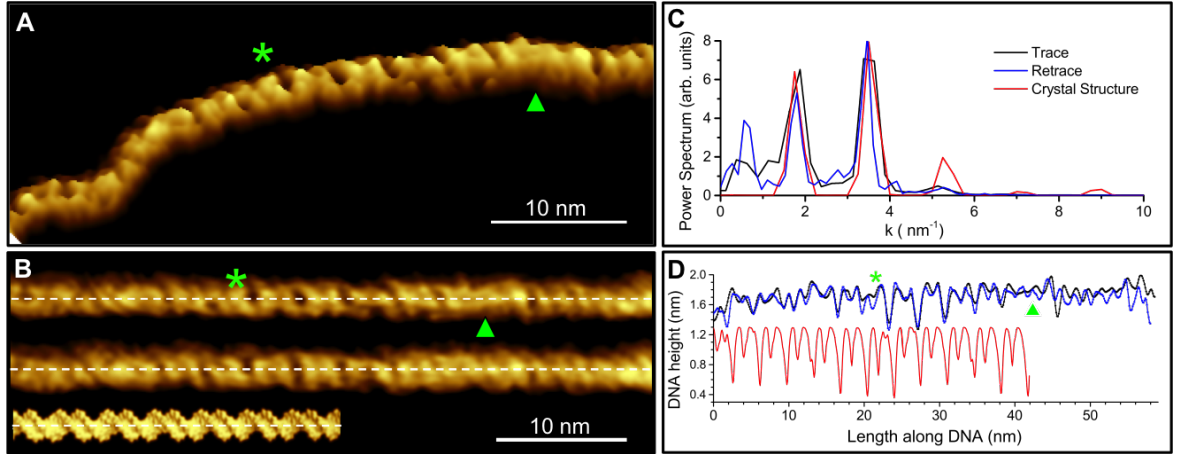 A
*
10 nm
B
*
10 nm
C
Power Spectrum (arb. units)
8
6
4
2
0
0 2 4 6 8 10
k ( nm-1)
Trace
Retrace
Crystal Structure
D
*
DNA height (nm)
2.0
1.6
1.2
0.8
0.4
0 10 20 30 40 50
Length along DNA (nm)